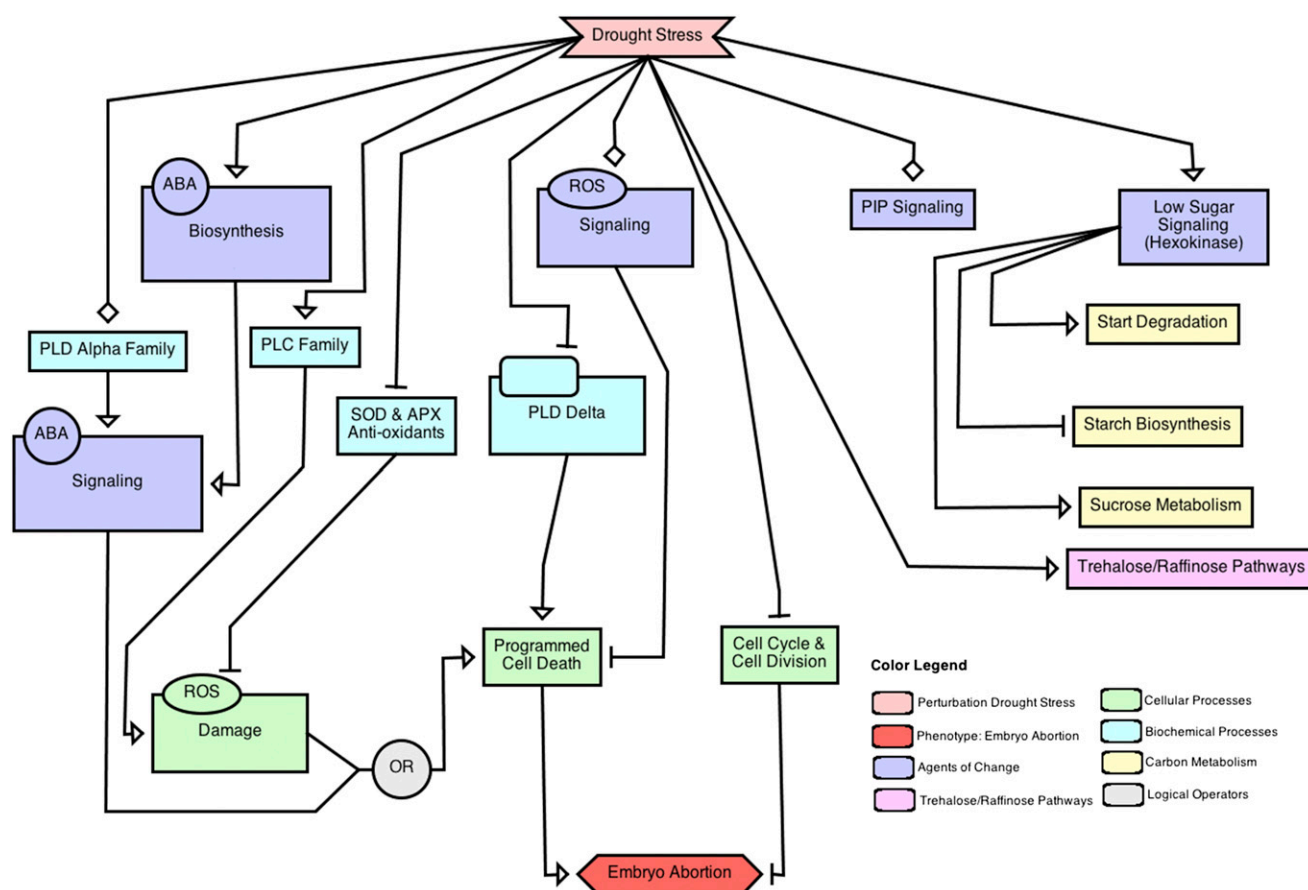 Drought Stress
ABA
Biosynthesis
ROS
Signaling
PIP Signaling
Low Sugar
Signaling
(Hexokinase)
PLD Alpha Family
PLC Family
Start Degradation
SOD & APX
Anti-oxidants
PLD Delta
ABA
Signaling
Starch Biosynthesis
Sucrose Metabolism
Trehalose/Raffinose Pathways
Programmed
Cell Death
Cell Cycle &
Cell Division
ROS
Damage
OR
Embryo Abortion
Color Legend
Perturbation Drought Stress
Phenotype: Embryo Abortion
Agents of Change
Trehalose/Raffinose Pathways
Cellular Processes
Biochemical Processes
Carbon Metabolism
Logical Operators